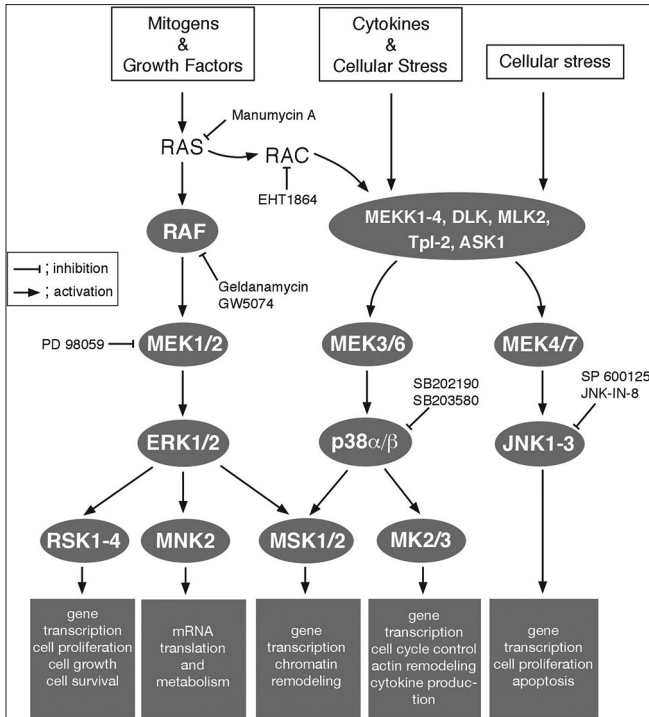 Mitogens
&
Growth Factors
Cytokines
&
Cellular Stress
Cellular stress
Manumycin A
RAS
RAC
EHT1864
MEKK1-4, DLK, MLK2,
Tpl-2, ASK1
RAF
; inhibition
; activation
Geldanamycin
GW5074
PD 98059
MEK1/2
MEK3/6
MEK4/7
SB202190
SB203580
SP 600125
JNK-IN-8
ERK1/2
p38α/β
JNK1-3
RSK1-4
MNK2
MSK1/2
MK2/3
gene
transcription
cell proliferation
cell growth
cell survival
mRNA
translation
and
metabolism
gene
transcription
chromatin
remodeling
gene
transcription
cell cycle control
actin remodeling
cytokine produc-
tion
gene
transcription
cell proliferation
apoptosis